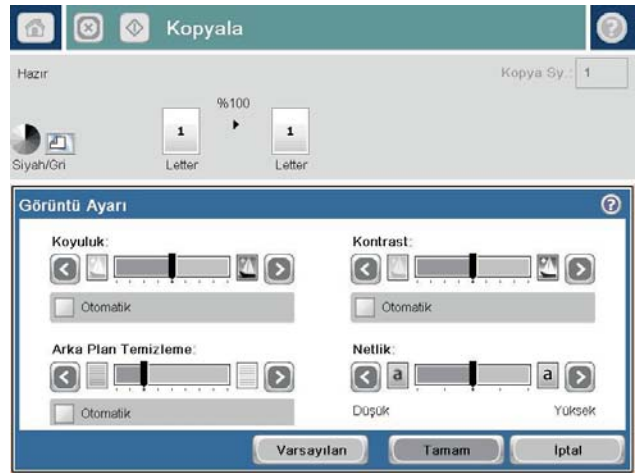 Kopyala
Hazır
Kopya Sy.: 1
%100
1 1
Siyah/Gri Letter Letter
Görüntü Ayarı
Koyuluk: Kontrast:
Otomatik Otomatik
Arka Plan Temizleme: Netlik:
a a
Otomatik Düşük Yüksek
Varsayılan Tamam İptal